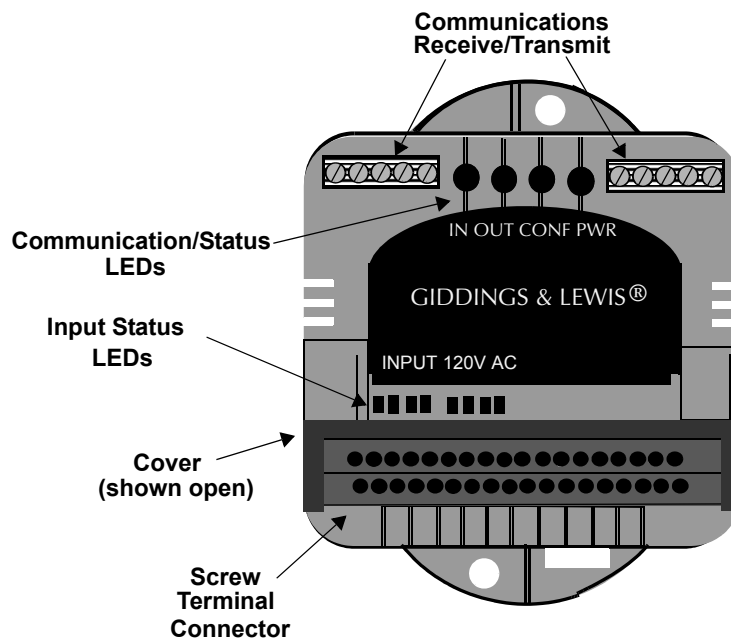 Communications
Receive/Transmit
Communication/Status
LEDs
IN OUT CONF PWR
GIDDINGS & LEWIS®
Input Status
LEDs
INPUT 120V AC
Cover
(shown open)
Screw
Terminal
Connector